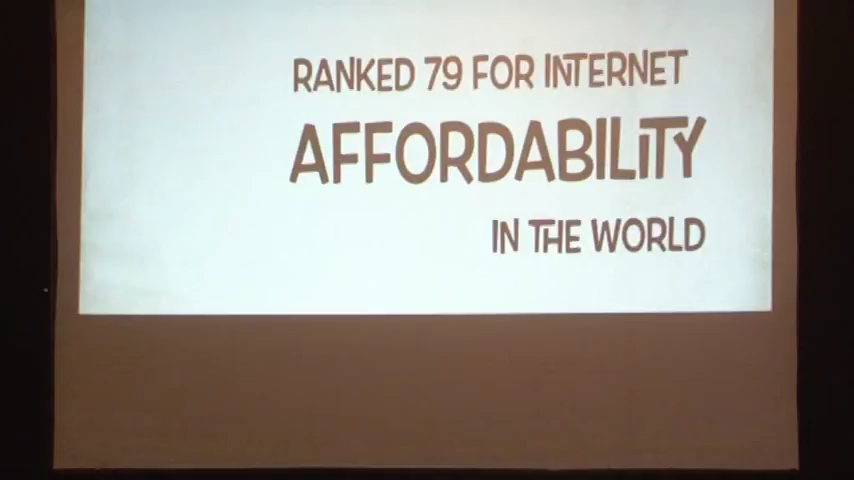 RANKED 79 FOR INTERNET
AFFORDABILITY
IN THE WORLD